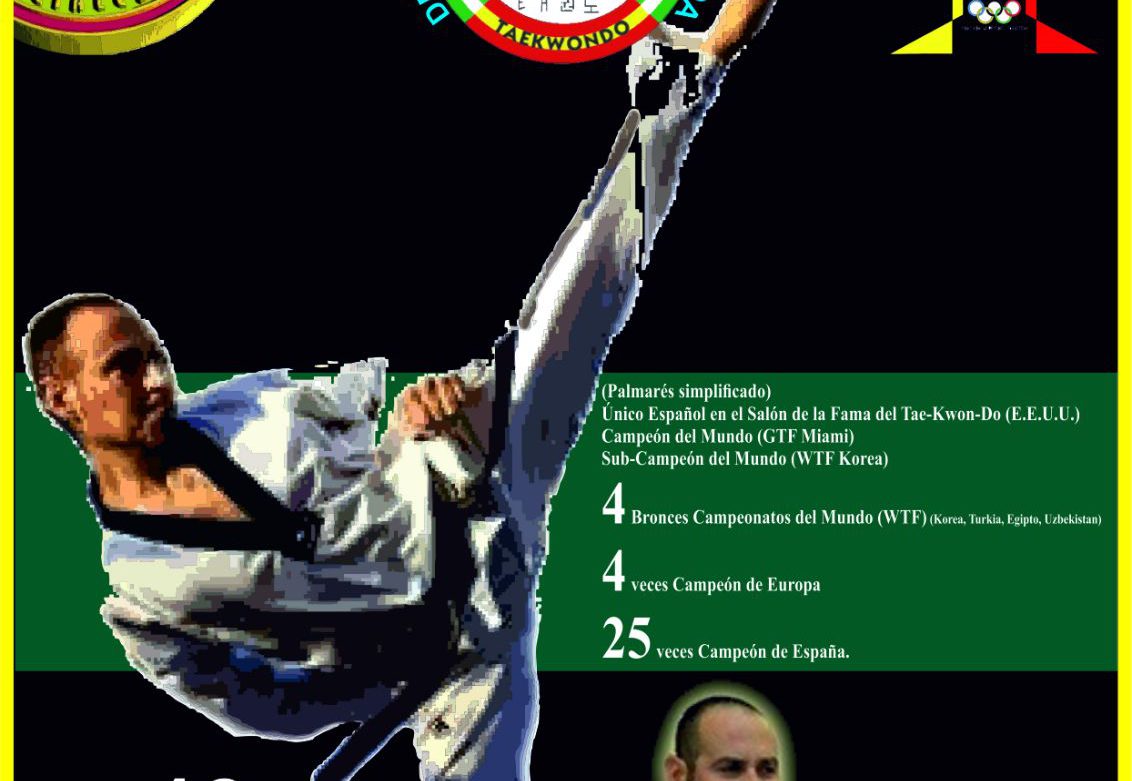 TAEKWONDO
(Palmarés simplificado)
Único Español en el Salón de la Fama del Tae-Kwon-Do (E.E.U.U.)
Campeón del Mundo (GTF Miami)
Sub-Campeón del Mundo (WTF Korea)
4 Bronces Campeonatos del Mundo (WTF) (Korea, Turkia, Egipto, Uzbekistan)
4 veces Campeón de Europa
25 veces Campeón de España.